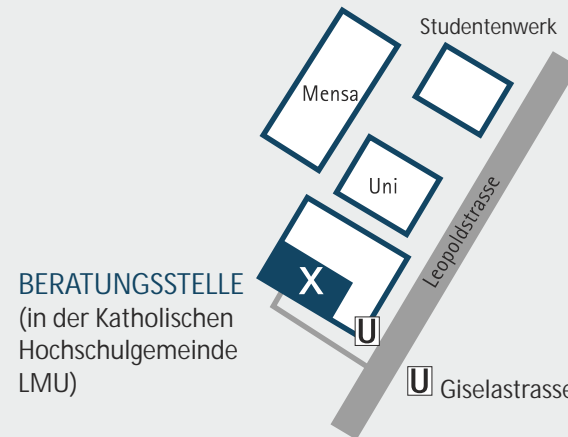 Studentenwerk
Mensa
Uni
Leopoldstrasse
BERATUNGSSTELLE
(in der Katholischen
Hochschulgemeinde
LMU)
X
U
U Giselastrasse